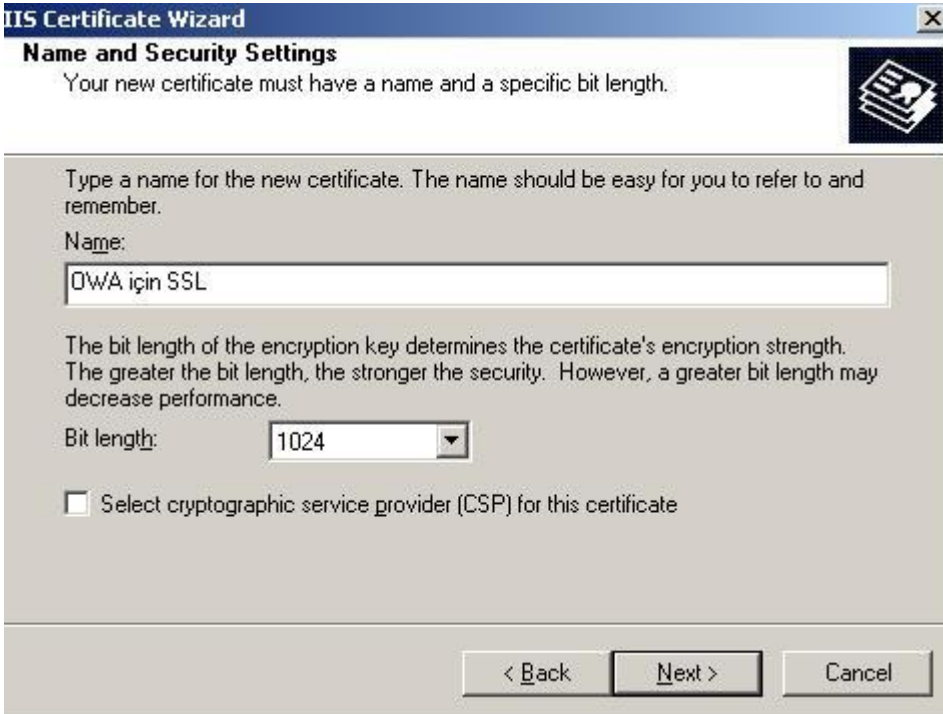 IIS Certificate Wizard
Name and Security Settings
Your new certificate must have a name and a specific bit length.
Type a name for the new certificate. The name should be easy for you to refer to and
remember.
Name:
OWA için SSL
The bit length of the encryption key determines the certificate's encryption strength.
The greater the bit length, the stronger the security. However, a greater bit length may
decrease performance.
Bit length:
1024
Select cryptographic service provider (CSP) for this certificate
< Back
Next >
Cancel